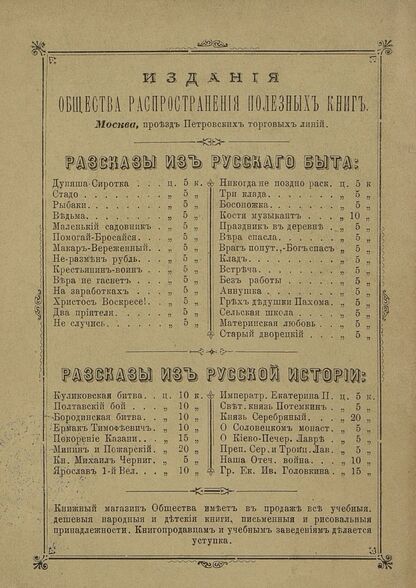 ИЗДАНІЯ
ОБЩЕСТВА РАСПРОСТРАНЕНІЯ ПОЛЕЗНЫХЪ КНИГЪ.
Москва, проѣздъ Петровскихъ торговыхъ линій.
РАЗСКАЗЫ ИЗЪ РУССКАГО БЫТА:
Дуняша-Сиротка . . . ц. 5 к.
Стадо . . . . . . . . „ 5 „
Рыбаки. . . . . . . . „ 5 „
Вѣдьма. . . . . . . . „ 5 „
Маленькій садовникъ . „ 5 „
Помогай-Бросайся. . . „ 5 „
Макаръ-Вереженный. . „ 5 „
Не-размѣн рубль. . . „ 5 „
Крестьянин-воинъ . . „ 5 „
Вѣра не гаснетъ . . . „ 5 „
На заработкахъ . . . „ 5 „
Христосъ Воскресе!. . „ 5 „
Два пріятеля . . . . „ 5 „
Не случись. . . . . . „ 5 „
Никогда не поздно раск. ц. 5 к
Три клада. . . . . . . „ 5 „
Босоножка. . . . . . . „ 5 „
Кости музыкантъ . . . „ 10 „
Праздникъ въ деревнѣ . „ 5 „
Вѣра спасла. . . . . . „ 5 „
Врагъ попут.,-Богъ спасъ „ 5 „
Кладъ. . . . . . . . . „ 5 „
Встрѣча. . . . . . . . „ 5 „
Безъ работы . . . . . „ 5 „
Аннушка . . . . . . . „ 5 „
Грѣхъ дѣдушки Пахома. „ 5 „
Сельская школа . . . . „ 5 „
Материнская любовь . . „ 5 „
Старый дворецкій . . . „ 5 „
РАЗСКАЗЫ ИЗЪ РУССКОЙ ИСТОРІИ:
Куликовская битва. . ц. 10 к.
Полтавскій бой . . . . „ 10 „
Бородинская битва. . . „ 10 „
Ермакъ Тимофѣевичъ. . „ 10 „
Покореніе Казани. . . „ 15 „
Мининъ и Пожарскій. . „ 20 „
Кн. Михаилъ Черниг. . „ 5 „
Ярославъ 1-й Вел. . . „ 10 „
Императр. Екатерина II. ц. 5 к.
Свѣт. князь Потемкинъ . „ 5 „
Князь Серебряный. . . „ 20 „
О Соловецкомъ монаст. „ 5 „
О Кіево-Печер. Лаврѣ . „ 5 „
Преп. Сер. и Троиц. Лав. „ 5 „
Наша Отеч. война. . . „ 10 „
Гр. Ек. Ив. Головкина . „ 15 „
Книжный магазинъ Общества имѣетъ въ продажѣ всѣ учебныя,
дешевыя народныя и дѣтскія книги, письменныя и рисовальныя
принадлежности. Книгопродавцамъ и учебнымъ заведеніямъ дѣлается
уступка.